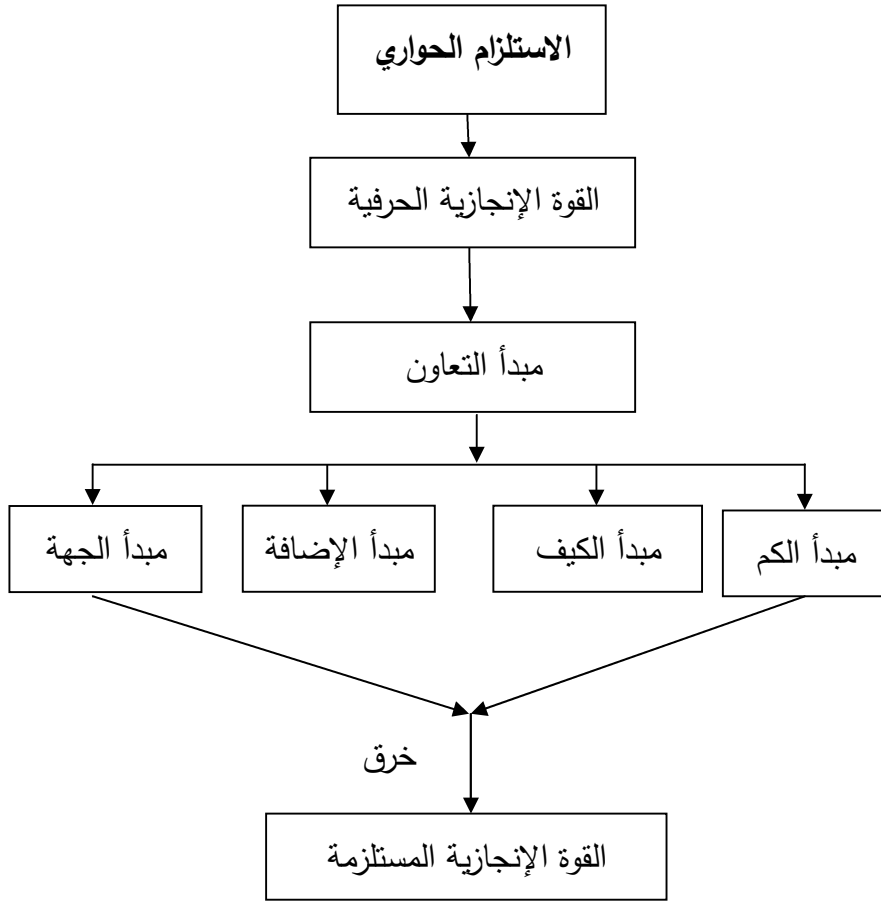 الاستلزام الحواري
القوة الإنجازية الحرفية
مبدأ التعاون
مبدأ الكم
مبدأ الكيف
مبدأ الإضافة
مبدأ الجهة
خرق
القوة الإنجازية المستلزمة